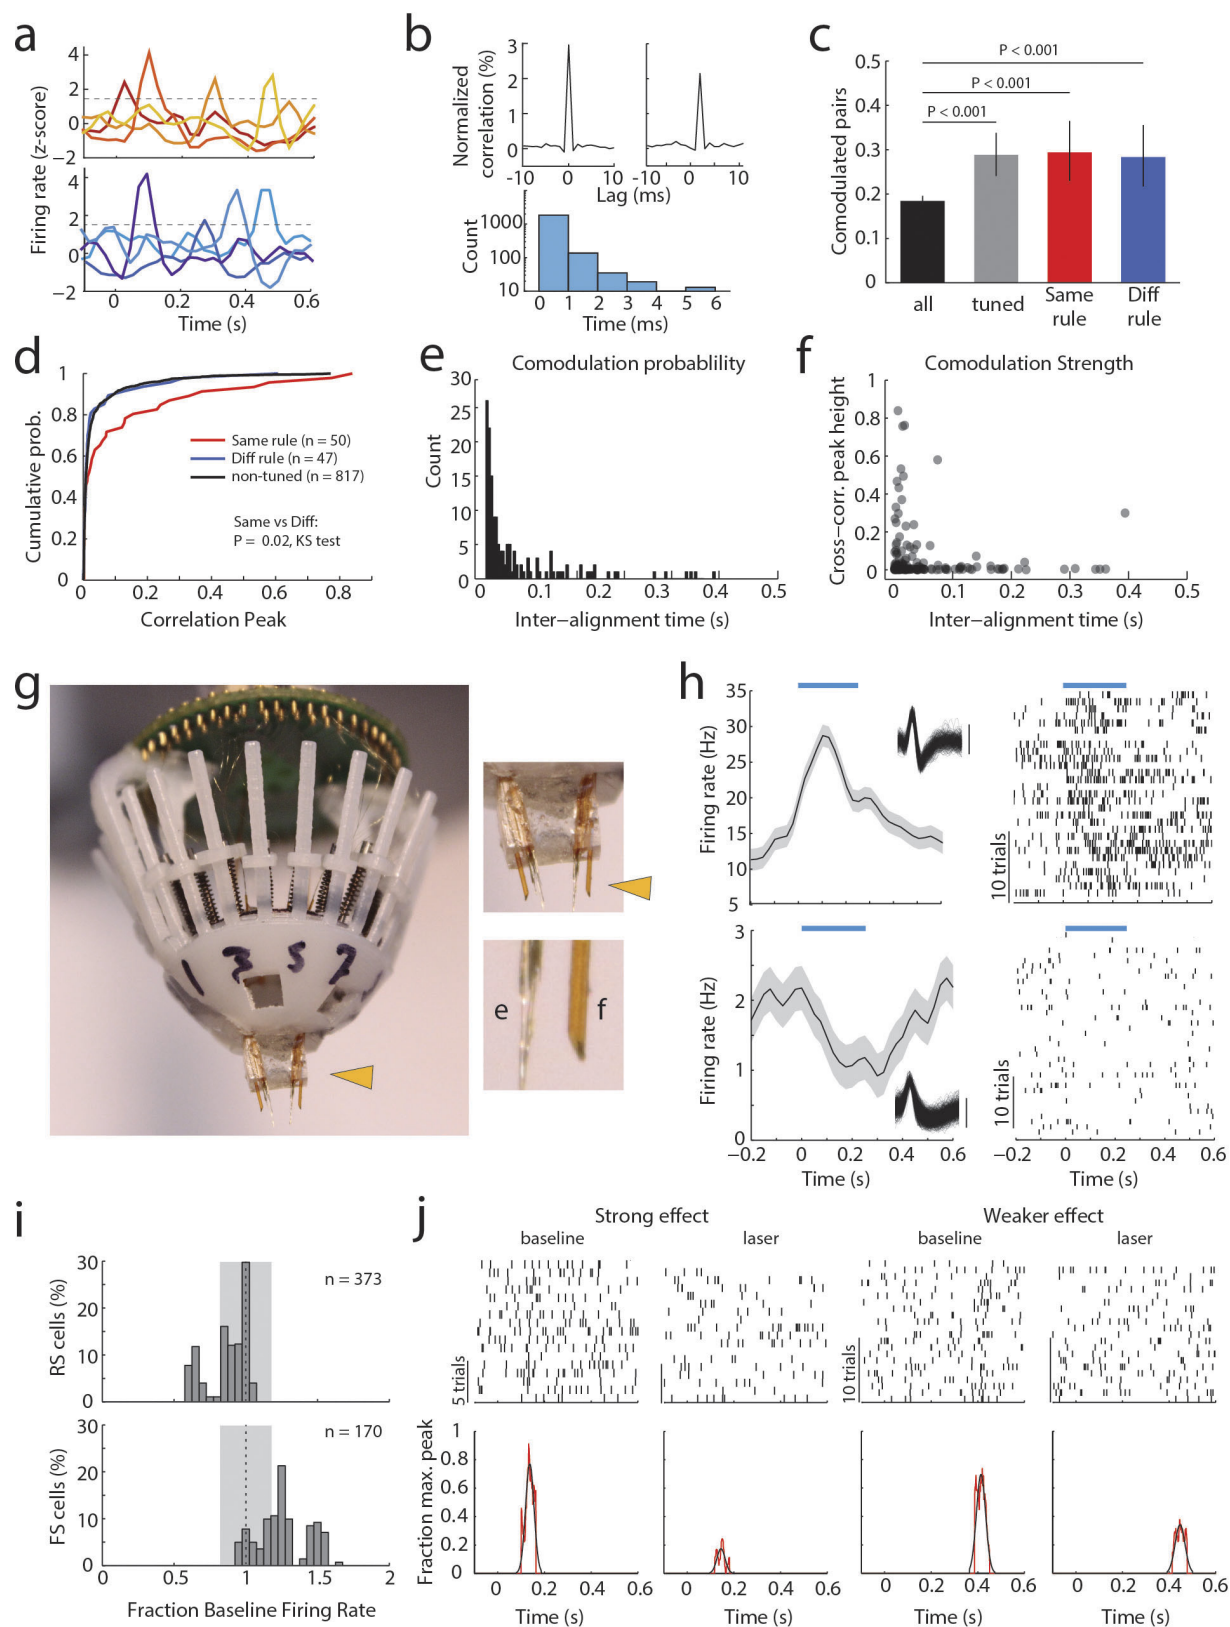 a
Firing rate (z-score)
4
2
0
−2
4
2
0
−2
0
0.2
0.4
0.6
Time (s)
b
Normalized
correlation (%)
3
2
1
0
-10
0
10
-10
0
10
Lag (ms)
Count
1000
100
10
0 1 2 3 4 5 6
Time (ms)
c
P < 0.001
P < 0.001
P < 0.001
Comodulated pairs
0.5
0.4
0.3
0.2
0.1
0
all
tuned
Same
rule
Diff
rule
d
Cumulative prob.
1
0.8
0.6
0.4
0.2
0
Same rule (n = 50)
Diff rule (n = 47)
non-tuned (n = 817)
Same vs Diff:
P = 0.02, KS test
0 0.2 0.4 0.6 0.8
Correlation Peak
e
Comodulation probablility
Count
30
25
20
15
10
5
0
0 0.1 0.2 0.3 0.4 0.5
Inter−alignment time (s)
f
Comodulation Strength
Cross−corr. peak height
1
0.8
0.6
0.4
0.2
0
0 0.1 0.2 0.3 0.4 0.5
Inter−alignment time (s)
g
1 3 5 7
e
f
h
Firing rate (Hz)
35
30
25
20
15
10
5
10 trials
Firing rate (Hz)
3
2
1
0
10 trials
−0.2 0 0.2 0.4 0.6
Time (s)
−0.2 0 0.2 0.4 0.6
Time (s)
i
RS cells (%)
30
20
10
0
n = 373
FS cells (%)
30
20
10
0
n = 170
0 0.5 1 1.5 2
Fraction Baseline Firing Rate
j
Strong effect
Weaker effect
baseline
laser
baseline
laser
5 trials
10 trials
Fraction max. peak
1
0.8
0.6
0.4
0.2
0
0 0.2 0.4 0.6
Time (s)
0 0.2 0.4 0.6
Time (s)
0 0.2 0.4 0.6
Time (s)
0 0.2 0.4 0.6
Time (s)